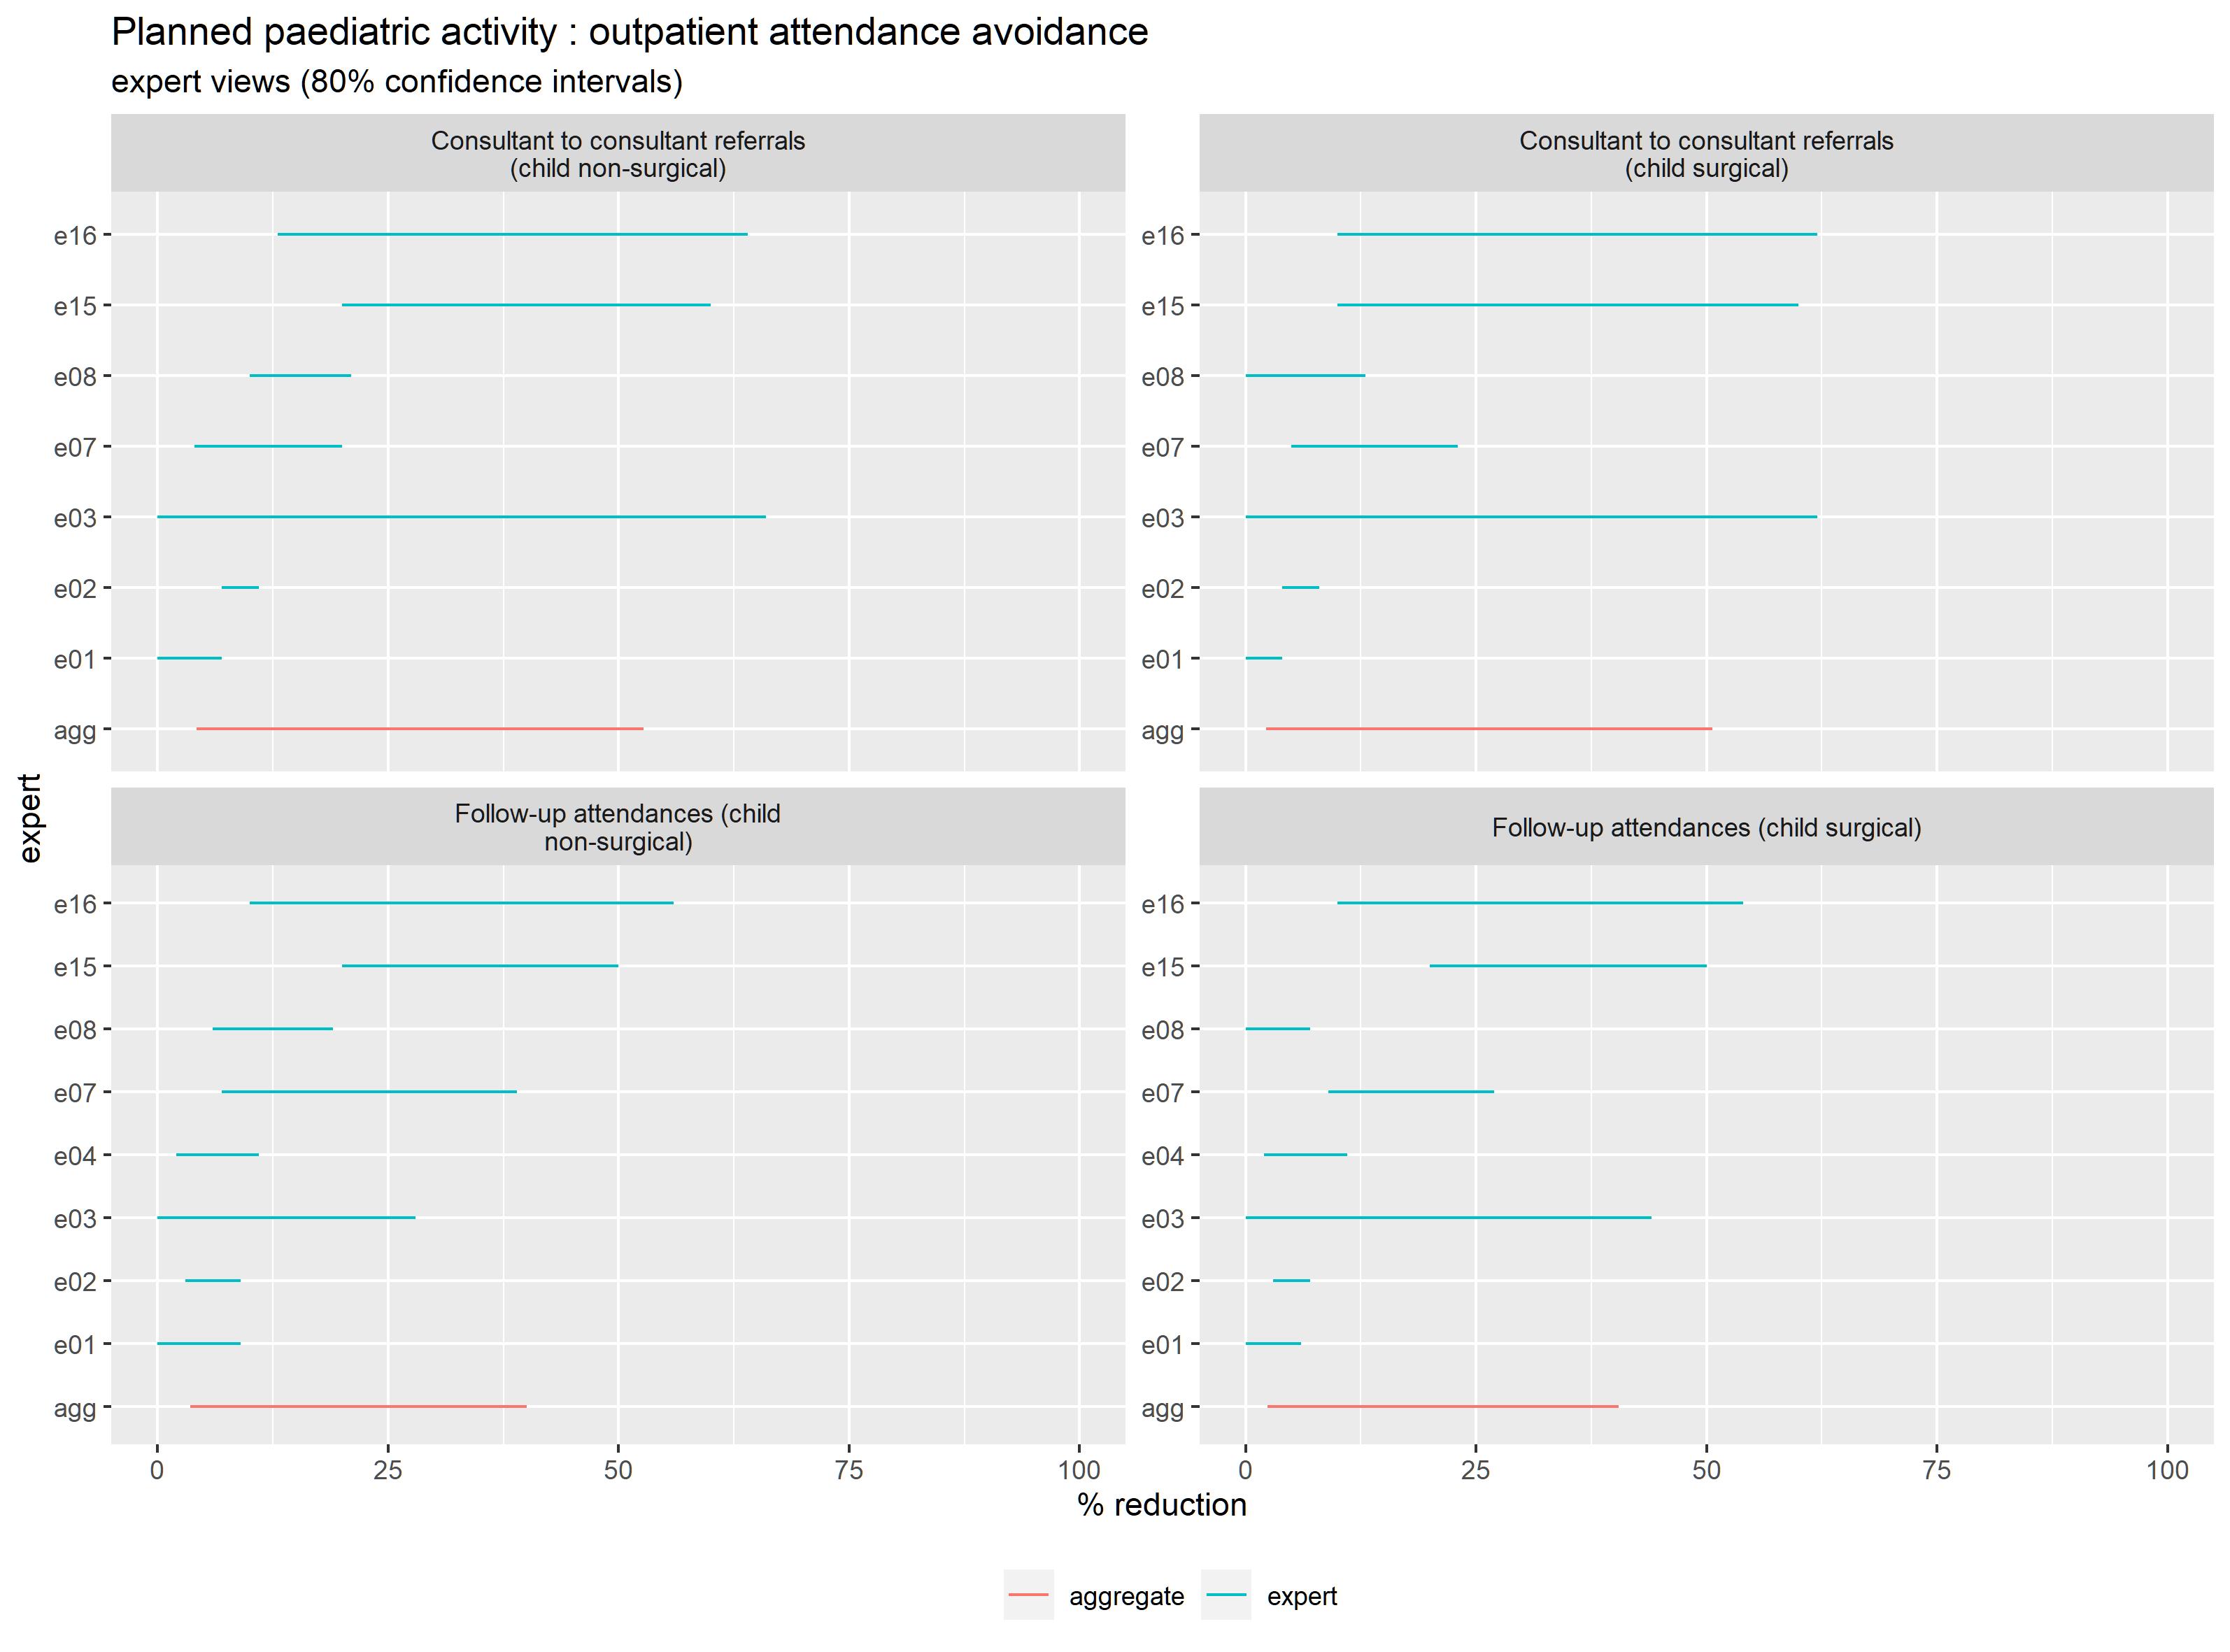 Planned paediatric activity : outpatient attendance avoidance
expert views (80% confidence intervals)
Consultant to consultant referrals
(child non-surgical)
e16
e15
e08
e07
e03
e02
e01
agg
Consultant to consultant referrals
(child surgical)
e16
e15
e08
e07
e03
e02
e01
agg
expert
Follow-up attendances (child
non-surgical)
e16
e15
e08
e07
e04
e03
e02
e01
agg
0 25 50 75 100
Follow-up attendances (child surgical)
e16
e15
e08
e07
e04
e03
e02
e01
agg
0 25 50 75 100
% reduction
aggregate expert